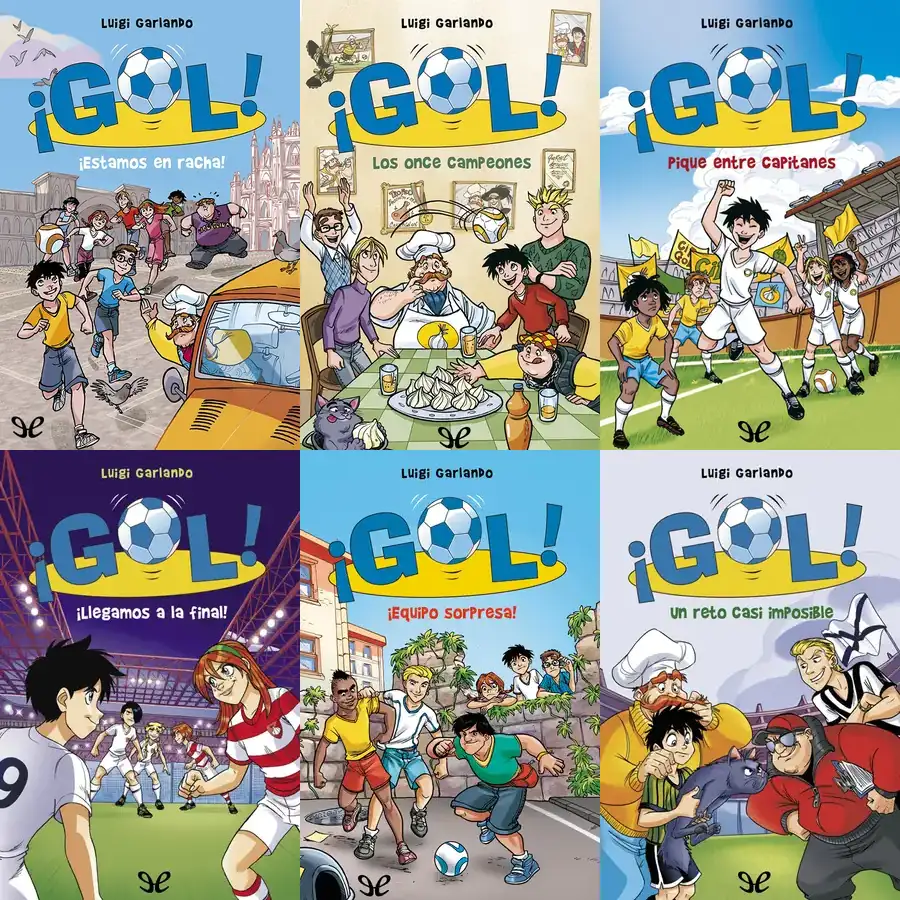 Luigi Garlando
¡GOL!
¡Estamos en racha!
Luigi Garlando
¡GOL!
Los once campeones
Luigi Garlando
¡GOL!
Pique entre capitanes
Luigi Garlando
¡GOL!
¡Llegamos a la final!
9
Luigi Garlando
¡GOL!
¡Equipo sorpresa!
Luigi Garlando
¡GOL!
Un reto casi imposible